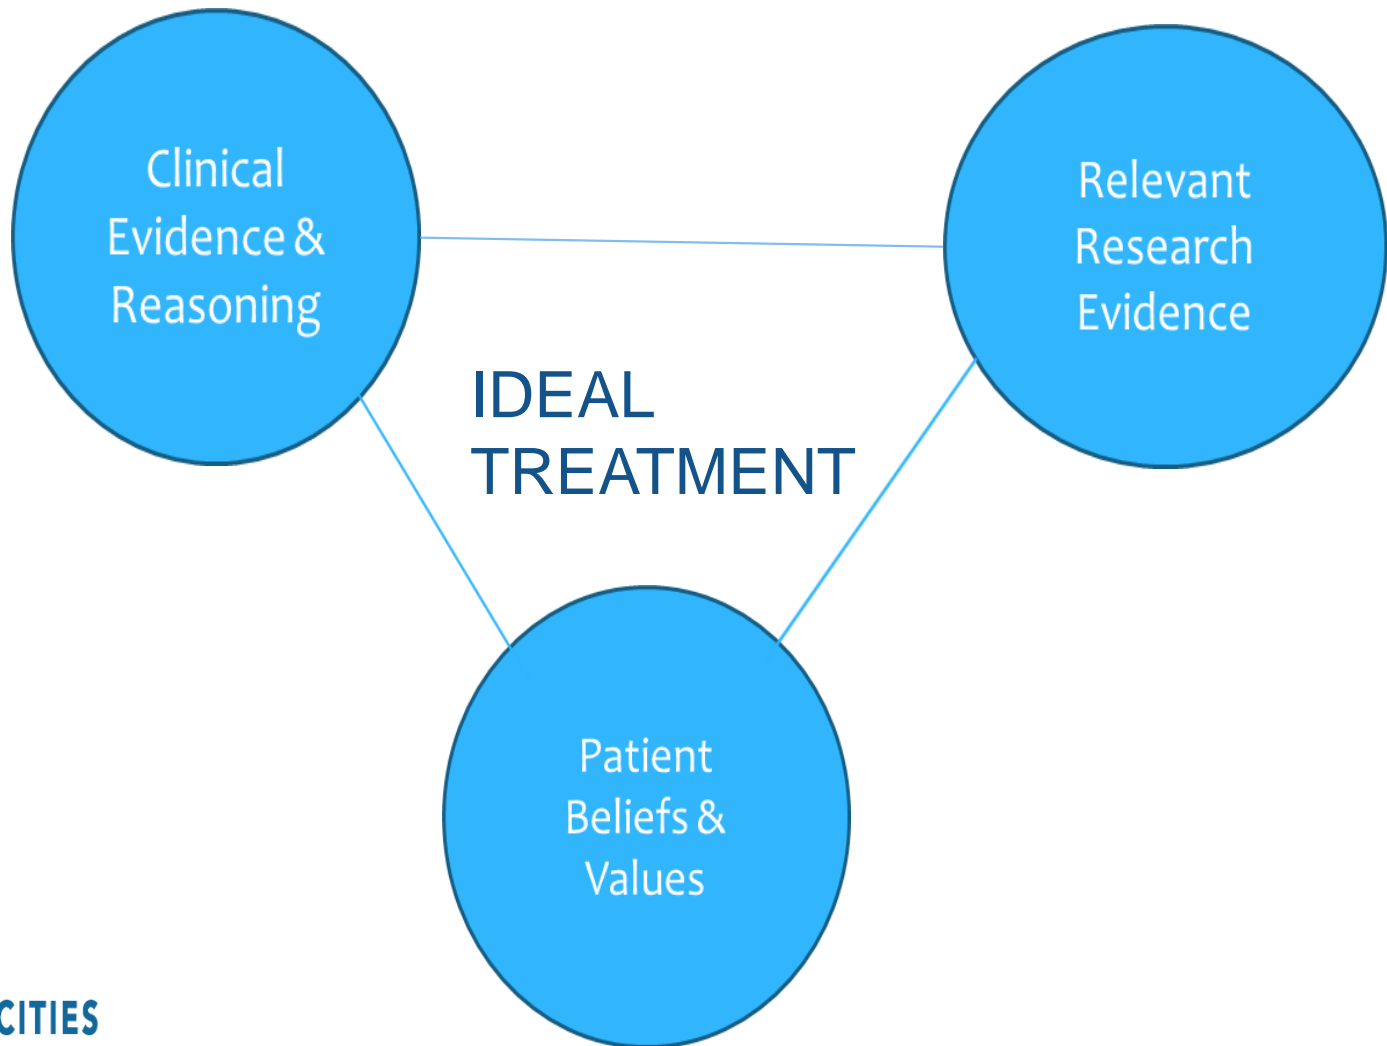 Clinical
Evidence &
Reasoning
Relevant
Research
Evidence
IDEAL
TREATMENT
Patient
Beliefs &
Values
CITIES